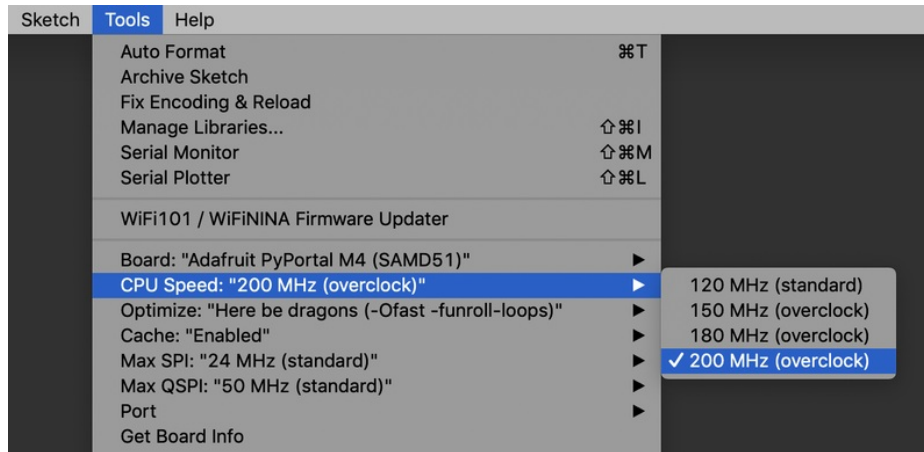 Sketch Tools Help
Auto Format ⌘T
Archive Sketch
Fix Encoding & Reload
Manage Libraries... ⇧⌘I
Serial Monitor ⇧⌘M
Serial Plotter ⇧⌘L
WiFi101 / WiFiNINA Firmware Updater
Board: "Adafruit PyPortal M4 (SAMD51)" ▶
CPU Speed: "200 MHz (overclock)" ▶
Optimize: "Here be dragons (-Ofast -funroll-loops)" ▶
Cache: "Enabled" ▶
Max SPI: "24 MHz (standard)" ▶
Max QSPI: "50 MHz (standard)" ▶
Port ▶
Get Board Info
120 MHz (standard)
150 MHz (overclock)
180 MHz (overclock)
✓ 200 MHz (overclock)